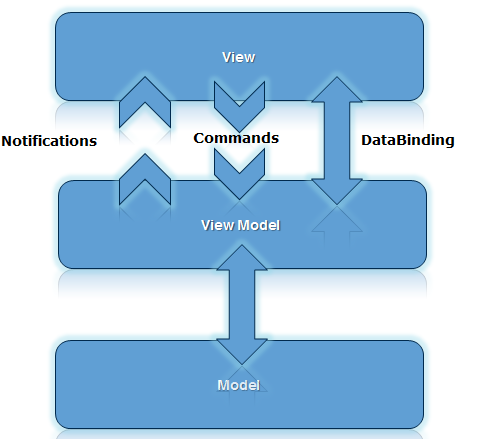 View
Notifications
Commands
DataBinding
View Model
Model